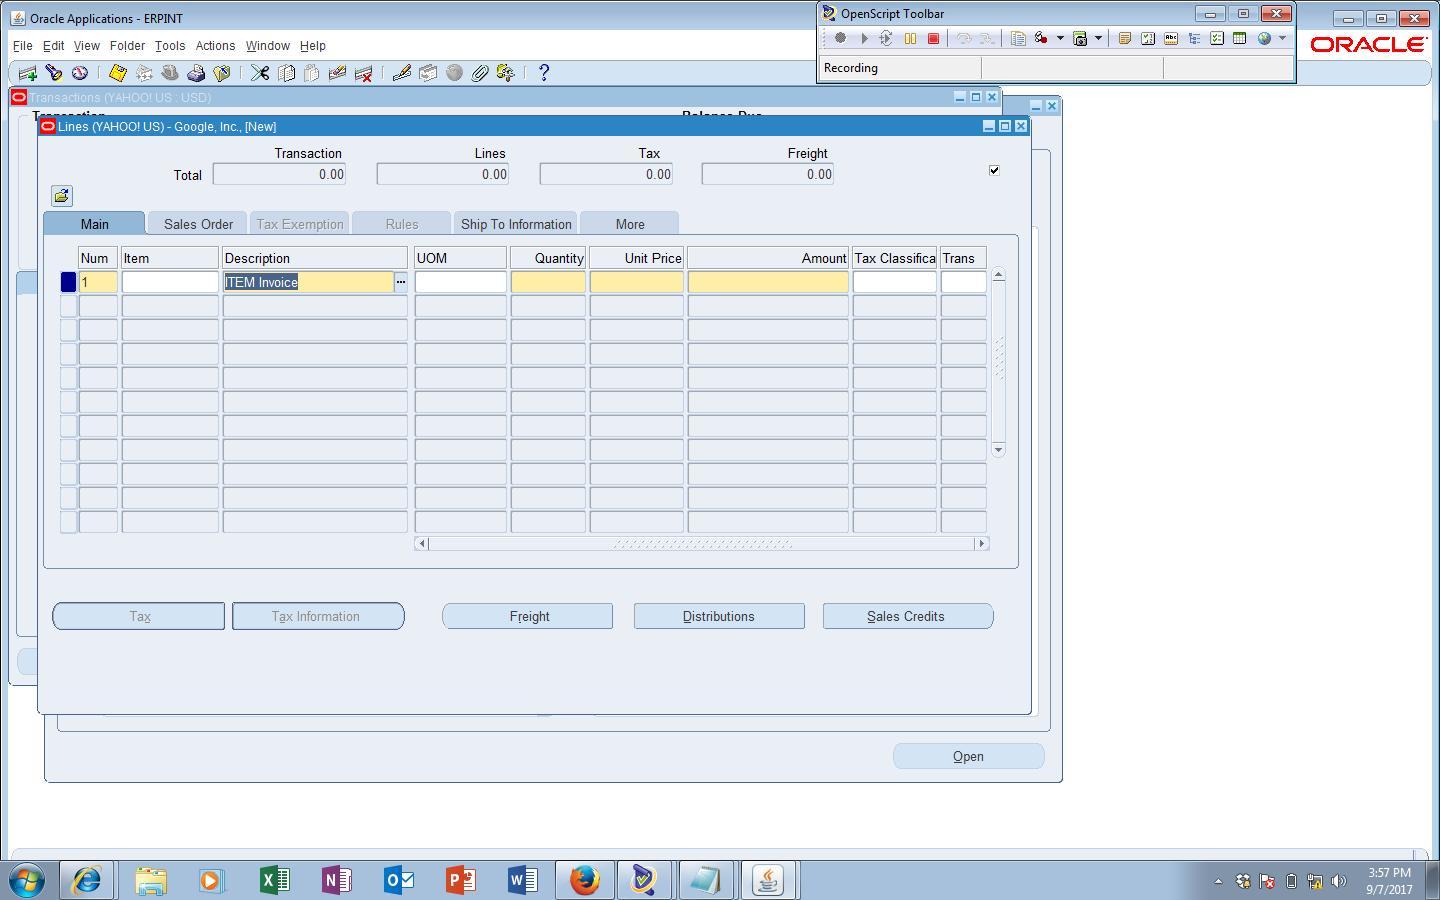 Oracle Applications - ERPINT
OpenScript Toolbar
File Edit View Folder Tools Actions Window Help
ORACLE
Recording
Transactions (YAHOO! US : USD)
Transaction Balance Due
Lines (YAHOO! US) - Google, Inc., [New]
Transaction Lines Tax Freight
Total 0.00 0.00 0.00 0.00
Main Sales Order Tax Exemption Rules Ship To Information More
Num Item Description UOM Quantity Unit Price Amount Tax Classifica Trans
1 ITEM Invoice ...
Tax Tax Information Freight Distributions Sales Credits
Open
3:57 PM
9/7/2017